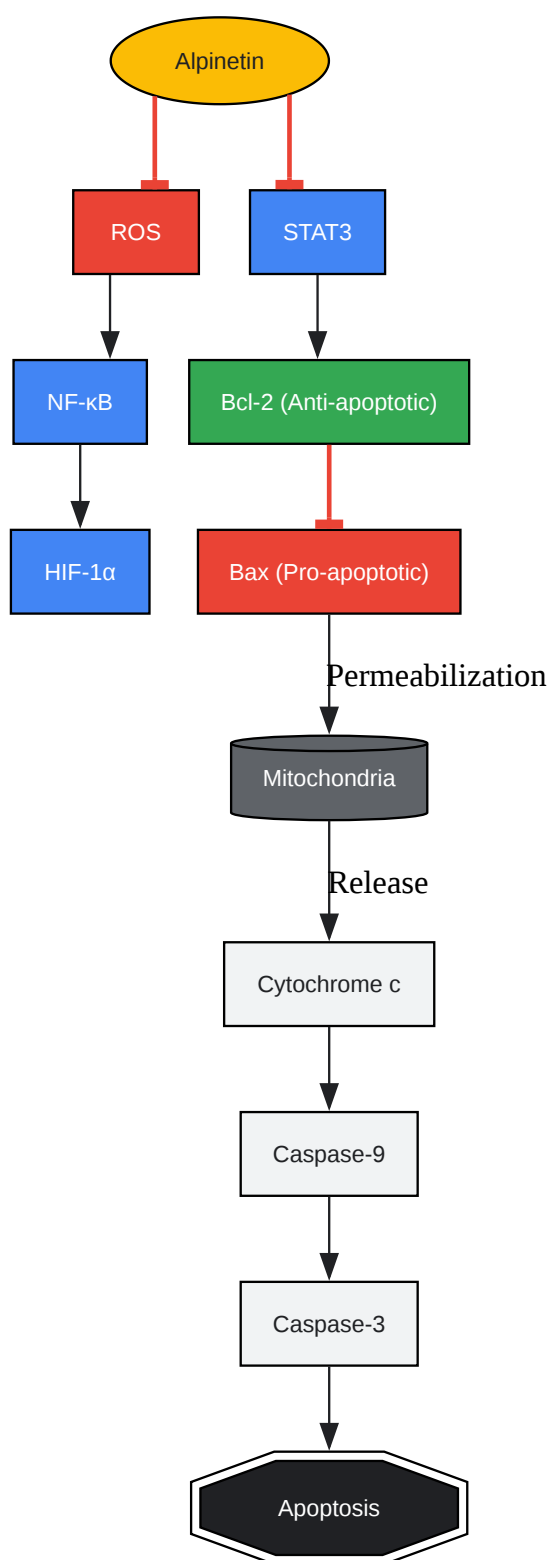 Alpinetin
ROS
STAT3
NF-κB
Bcl-2 (Anti-apoptotic)
HIF-1α
Bax (Pro-apoptotic)
Permeabilization
Mitochondria
Release
Cytochrome c
Caspase-9
Caspase-3
Apoptosis